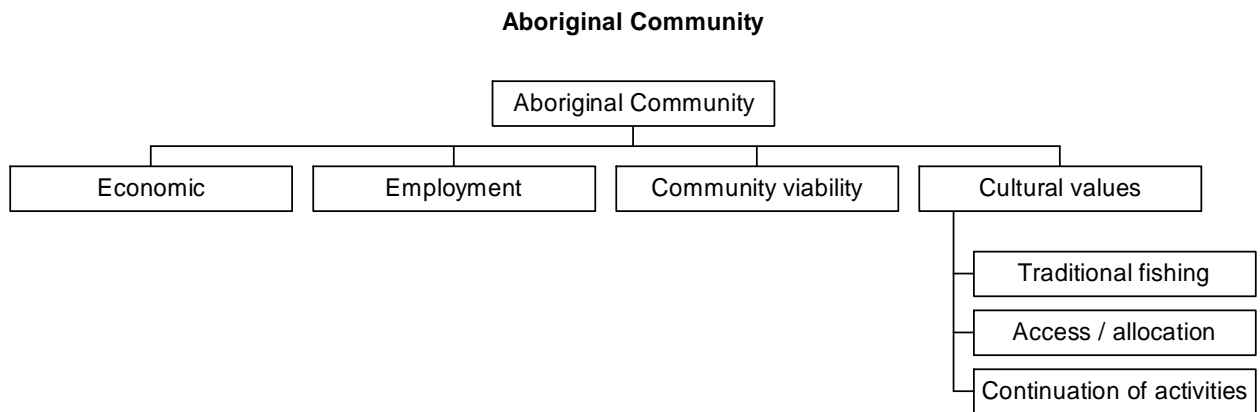 Aboriginal Community
Aboriginal Community
Economic
Employment
Community viability
Cultural values
Traditional fishing
Access / allocation
Continuation of activities